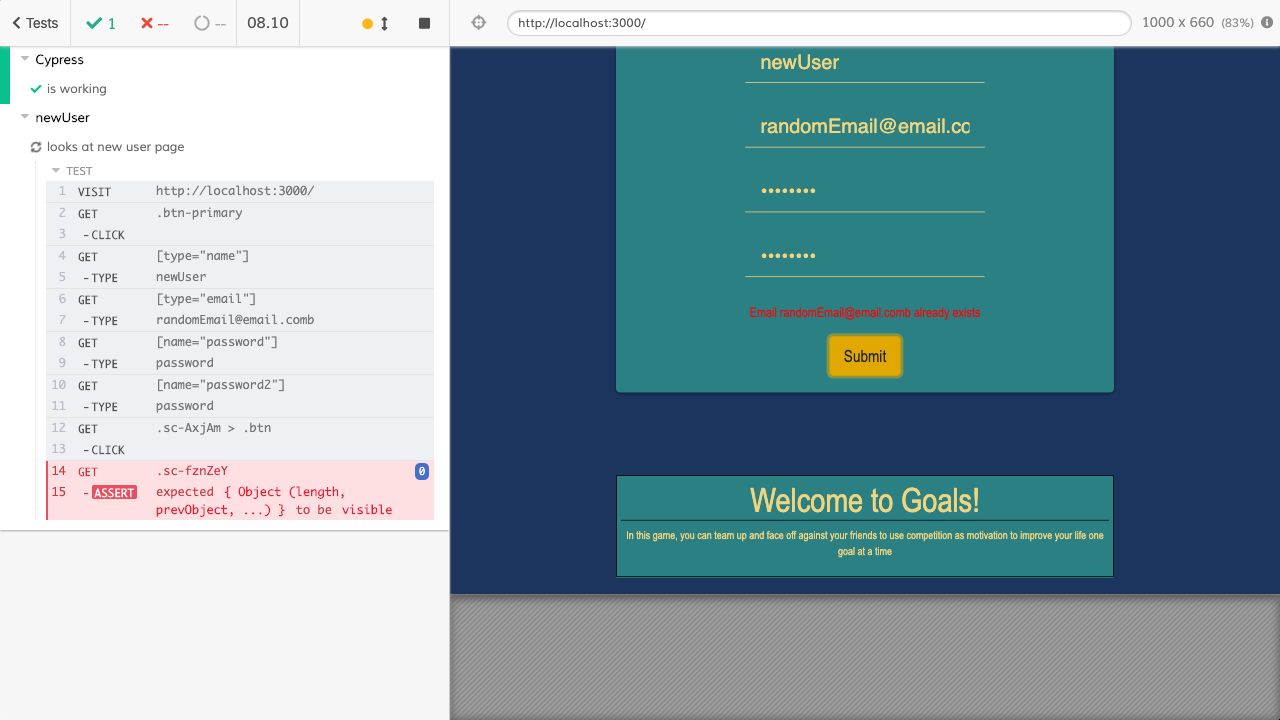 Tests
1
--
--
08.10
http://localhost:3000/
1000 x 660 (83%)
Cypress
is working
newUser
looks at new user page
TEST
1 VISIT http://localhost:3000/
2 GET .btn-primary
3 -CLICK
4 GET [type="name"]
5 -TYPE newUser
6 GET [type="email"]
7 -TYPE randomEmail@email.comb
8 GET [name="password"]
9 -TYPE password
10 GET [name="password2"]
11 -TYPE password
12 GET .sc-AxjAm > .btn
13 -CLICK
14 GET .sc-fznZeY 0
15 -ASSERT expected { Object (length,
prevObject, ...) } to be visible
newUser
randomEmail@email.co
••••••••
••••••••
Email randomEmail@email.comb already exists
Submit
Welcome to Goals!
In this game, you can team up and face off against your friends to use competition as motivation to improve your life one
goal at a time